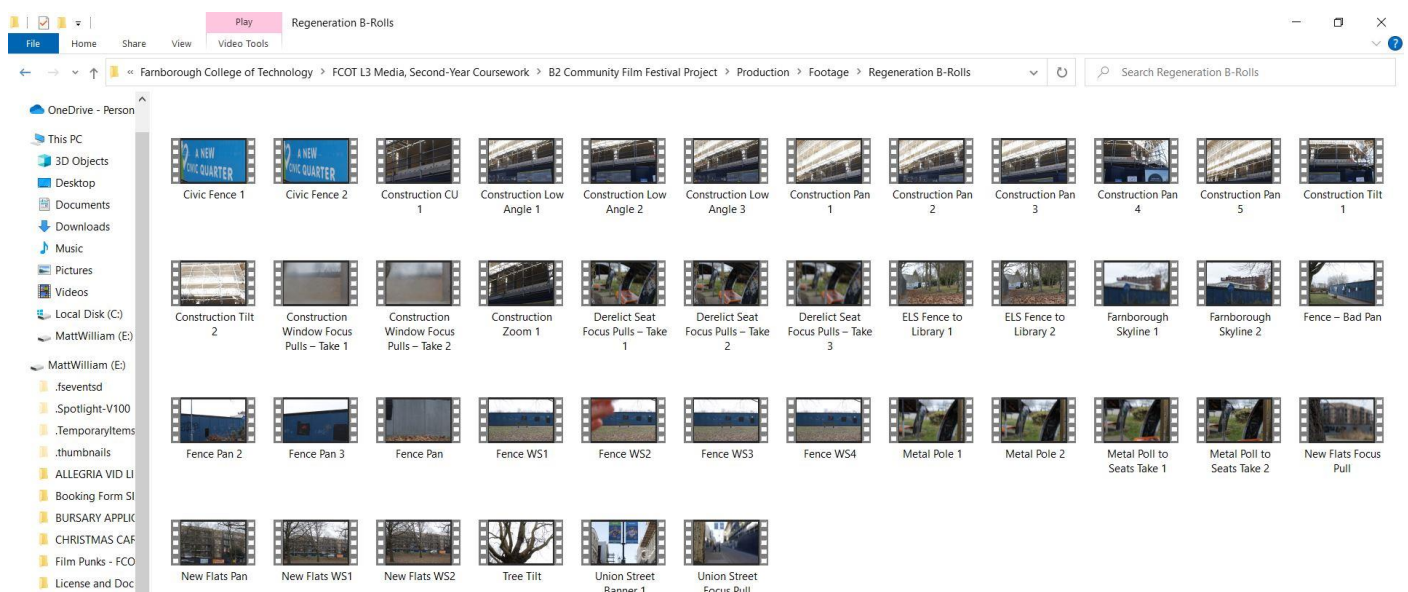 Play
Regeneration B-Rolls
File
Home
Share
View
Video Tools
?
« Farnborough College of Technology > FCOT L3 Media, Second-Year Coursework > B2 Community Film Festival Project > Production > Footage > Regeneration B-Rolls
Search Regeneration B-Rolls
OneDrive - Person
This PC
3D Objects
Desktop
Documents
Downloads
Music
Pictures
Videos
Local Disk (C:)
MattWilliam (E:)
MattWilliam (E:)
.fseventsd
.Spotlight-V100
.TemporaryItems
.thumbnails
ALLEGRIA VID LI
Booking Form SI
BURSARY APPLIC
CHRISTMAS CAR
Film Punks - FCO
License and Doc
A NEW
CIVIC QUARTER
Civic Fence 1
A NEW
CIVIC QUARTER
Civic Fence 2
Construction CU
1
Construction Low
Angle 1
Construction Low
Angle 2
Construction Low
Angle 3
Construction Pan
1
Construction Pan
2
Construction Pan
3
Construction Pan
4
Construction Pan
5
Construction Tilt
1
Construction Tilt
2
Construction
Window Focus
Pulls – Take 1
Construction
Window Focus
Pulls – Take 2
Construction
Zoom 1
Derelict Seat
Focus Pulls – Take
1
Derelict Seat
Focus Pulls – Take
2
Derelict Seat
Focus Pulls – Take
3
ELS Fence to
Library 1
ELS Fence to
Library 2
Farnborough
Skyline 1
Farnborough
Skyline 2
Fence – Bad Pan
Fence Pan 2
Fence Pan 3
Fence Pan
Fence WS1
Fence WS2
Fence WS3
Fence WS4
Metal Pole 1
Metal Pole 2
Metal Poll to
Seats Take 1
Metal Poll to
Seats Take 2
New Flats Focus
Pull
New Flats Pan
New Flats WS1
New Flats WS2
Tree Tilt
Union Street
Banner 1
Union Street
Focus Pull